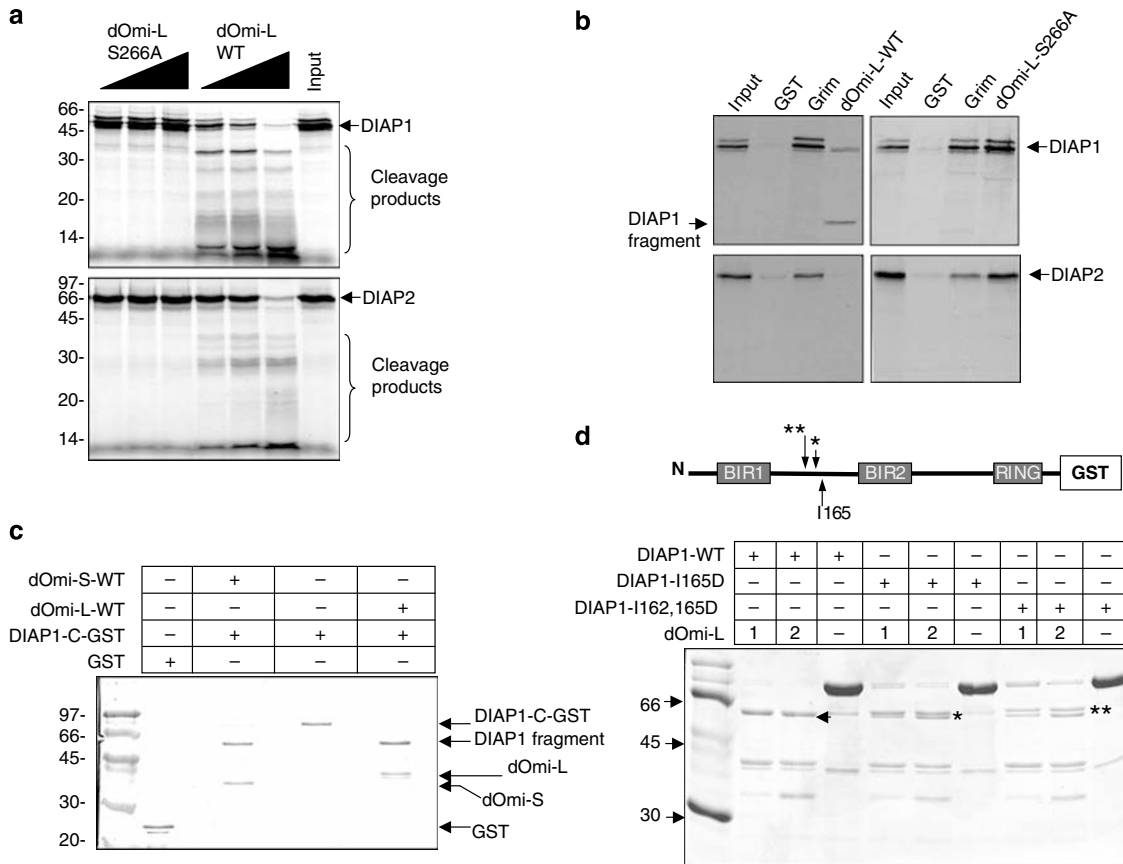 a
dOmi-L dOmi-L
S266A WT Input
66-
45-
30-
20-
14-
DIAP1
Cleavage
products
97-
66-
45-
30-
20-
14-
DIAP2
Cleavage
products
b
Input GST Grim dOmi-L-WT Input GST Grim dOmi-L-S266A
DIAP1
DIAP1
fragment
DIAP2
c
dOmi-S-WT – + – –
dOmi-L-WT – – – +
DIAP1-C-GST – + + +
GST + – – –
97-
66-
45-
30-
20-
DIAP1-C-GST
DIAP1 fragment
dOmi-L
dOmi-S
GST
d
** *
N BIR1 BIR2 RING GST
I165
DIAP1-WT + + + – – – – – –
DIAP1-I165D – – – + + + – – –
DIAP1-I162,165D – – – – – – + + +
dOmi-L 1 2 – 1 2 – 1 2 –
66
45
30
* **